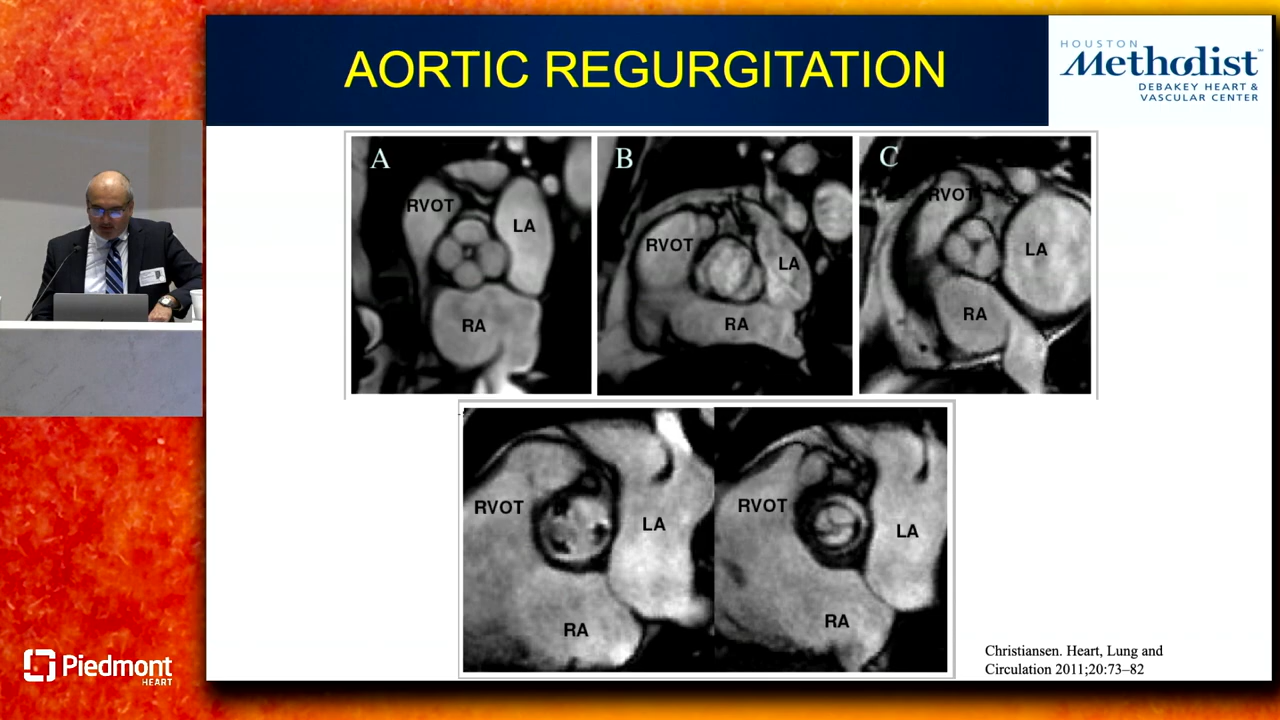 AORTIC REGURGITATION
HOUSTON
Methodist
DEBAKEY HEART &
VASCULAR CENTER
A
RVOT
LA
RA
B
RVOT
LA
RA
C
RVOT
LA
RA
RVOT
LA
RA
RVOT
LA
RA
Christiansen. Heart, Lung and
Circulation 2011;20:73–82
Piedmont
HEART